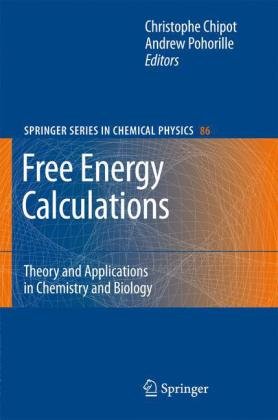 Christophe Chipot
Andrew Pohorille
Editors
SPRINGER SERIES IN CHEMICAL PHYSICS 86
Free Energy
Calculations
Theory and Applications
in Chemistry and Biology
Springer